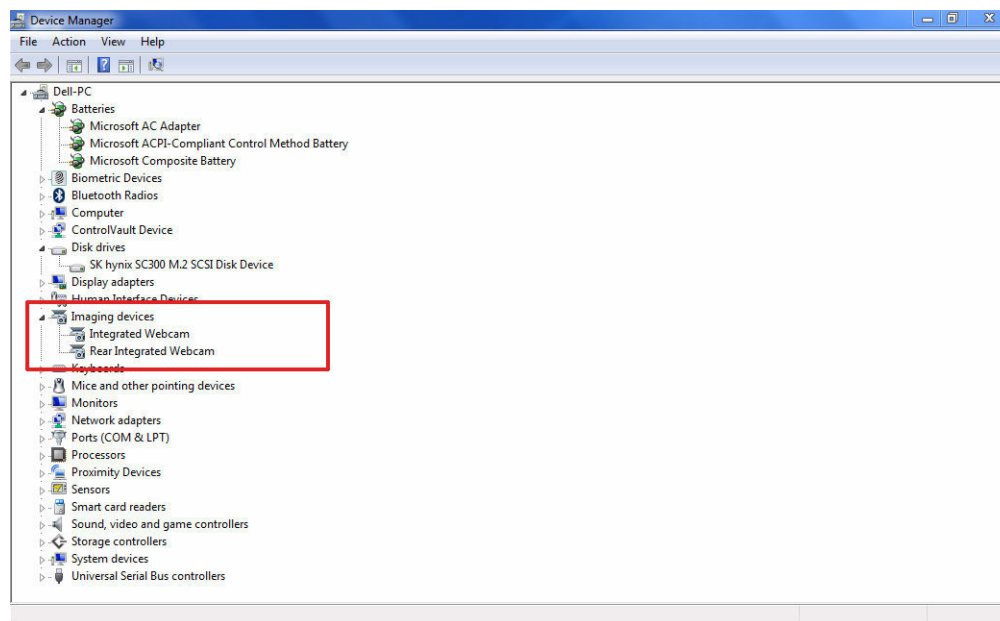 Device Manager
File Action View Help
Dell-PC
Batteries
Microsoft AC Adapter
Microsoft ACPI-Compliant Control Method Battery
Microsoft Composite Battery
Biometric Devices
Bluetooth Radios
Computer
ControlVault Device
Disk drives
SK hynix SC300 M.2 SCSI Disk Device
Display adapters
Human Interface Devices
Imaging devices
Integrated Webcam
Rear Integrated Webcam
Keyboards
Mice and other pointing devices
Monitors
Network adapters
Ports (COM & LPT)
Processors
Proximity Devices
Sensors
Smart card readers
Sound, video and game controllers
Storage controllers
System devices
Universal Serial Bus controllers